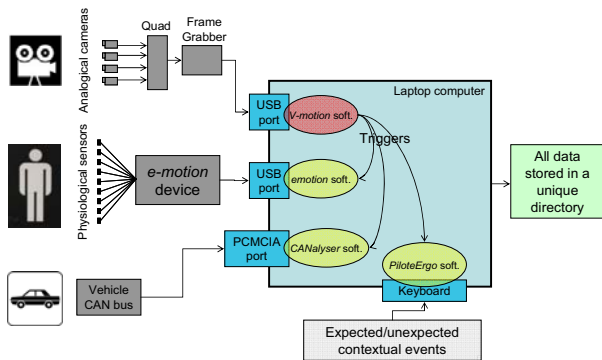 Quad
Frame
Grabber
Analogical cameras
Laptop computer
USB
port
V-motion soft.
Triggers
Physiological sensors
e-motion
device
USB
port
emotion soft.
All data
stored in a
unique
directory
PCMCIA
port
CANalyser soft.
PiloteErgo soft.
Vehicle
CAN bus
Keyboard
Expected/unexpected
contextual events